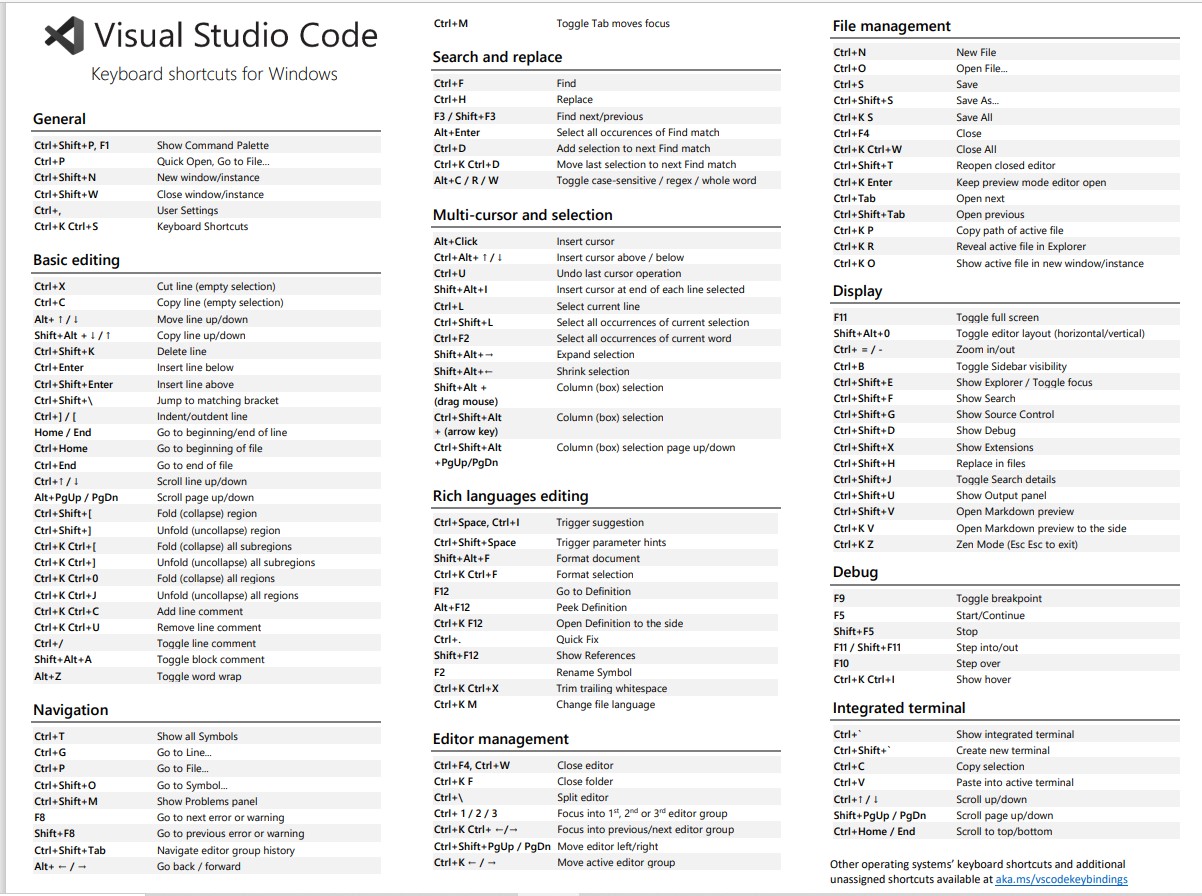 Visual Studio Code
Keyboard shortcuts for Windows
General
Ctrl+Shift+P, F1 Show Command Palette
Ctrl+P Quick Open, Go to File…
Ctrl+Shift+N New window/instance
Ctrl+Shift+W Close window/instance
Ctrl+, User Settings
Ctrl+K Ctrl+S Keyboard Shortcuts
Basic editing
Ctrl+X Cut line (empty selection)
Ctrl+C Copy line (empty selection)
Alt+ ↑ / ↓ Move line up/down
Shift+Alt + ↓ / ↑ Copy line up/down
Ctrl+Shift+K Delete line
Ctrl+Enter Insert line below
Ctrl+Shift+Enter Insert line above
Ctrl+Shift+\ Jump to matching bracket
Ctrl+] / [ Indent/outdent line
Home / End Go to beginning/end of line
Ctrl+Home Go to beginning of file
Ctrl+End Go to end of file
Ctrl+↑ / ↓ Scroll line up/down
Alt+PgUp / PgDn Scroll page up/down
Ctrl+Shift+[ Fold (collapse) region
Ctrl+Shift+] Unfold (uncollapse) region
Ctrl+K Ctrl+[ Fold (collapse) all subregions
Ctrl+K Ctrl+] Unfold (uncollapse) all subregions
Ctrl+K Ctrl+0 Fold (collapse) all regions
Ctrl+K Ctrl+J Unfold (uncollapse) all regions
Ctrl+K Ctrl+C Add line comment
Ctrl+K Ctrl+U Remove line comment
Ctrl+/ Toggle line comment
Shift+Alt+A Toggle block comment
Alt+Z Toggle word wrap
Navigation
Ctrl+T Show all Symbols
Ctrl+G Go to Line...
Ctrl+P Go to File...
Ctrl+Shift+O Go to Symbol...
Ctrl+Shift+M Show Problems panel
F8 Go to next error or warning
Shift+F8 Go to previous error or warning
Ctrl+Shift+Tab Navigate editor group history
Alt+ ← / → Go back / forward
Ctrl+M Toggle Tab moves focus
Search and replace
Ctrl+F Find
Ctrl+H Replace
F3 / Shift+F3 Find next/previous
Alt+Enter Select all occurences of Find match
Ctrl+D Add selection to next Find match
Ctrl+K Ctrl+D Move last selection to next Find match
Alt+C / R / W Toggle case-sensitive / regex / whole word
Multi-cursor and selection
Alt+Click Insert cursor
Ctrl+Alt+ ↑ / ↓ Insert cursor above / below
Ctrl+U Undo last cursor operation
Shift+Alt+I Insert cursor at end of each line selected
Ctrl+L Select current line
Ctrl+Shift+L Select all occurrences of current selection
Ctrl+F2 Select all occurrences of current word
Shift+Alt+→ Expand selection
Shift+Alt+← Shrink selection
Shift+Alt + Column (box) selection
(drag mouse)
Ctrl+Shift+Alt Column (box) selection
+ (arrow key)
Ctrl+Shift+Alt Column (box) selection page up/down
+PgUp/PgDn
Rich languages editing
Ctrl+Space, Ctrl+I Trigger suggestion
Ctrl+Shift+Space Trigger parameter hints
Shift+Alt+F Format document
Ctrl+K Ctrl+F Format selection
F12 Go to Definition
Alt+F12 Peek Definition
Ctrl+K F12 Open Definition to the side
Ctrl+. Quick Fix
Shift+F12 Show References
F2 Rename Symbol
Ctrl+K Ctrl+X Trim trailing whitespace
Ctrl+K M Change file language
Editor management
Ctrl+F4, Ctrl+W Close editor
Ctrl+K F Close folder
Ctrl+\ Split editor
Ctrl+ 1 / 2 / 3 Focus into 1st, 2nd or 3rd editor group
Ctrl+K Ctrl+ ←/→ Focus into previous/next editor group
Ctrl+Shift+PgUp / PgDn Move editor left/right
Ctrl+K ← / → Move active editor group
File management
Ctrl+N New File
Ctrl+O Open File...
Ctrl+S Save
Ctrl+Shift+S Save As...
Ctrl+K S Save All
Ctrl+F4 Close
Ctrl+K Ctrl+W Close All
Ctrl+Shift+T Reopen closed editor
Ctrl+K Enter Keep preview mode editor open
Ctrl+Tab Open next
Ctrl+Shift+Tab Open previous
Ctrl+K P Copy path of active file
Ctrl+K R Reveal active file in Explorer
Ctrl+K O Show active file in new window/instance
Display
F11 Toggle full screen
Shift+Alt+0 Toggle editor layout (horizontal/vertical)
Ctrl+ = / - Zoom in/out
Ctrl+B Toggle Sidebar visibility
Ctrl+Shift+E Show Explorer / Toggle focus
Ctrl+Shift+F Show Search
Ctrl+Shift+G Show Source Control
Ctrl+Shift+D Show Debug
Ctrl+Shift+X Show Extensions
Ctrl+Shift+H Replace in files
Ctrl+Shift+J Toggle Search details
Ctrl+Shift+U Show Output panel
Ctrl+Shift+V Open Markdown preview
Ctrl+K V Open Markdown preview to the side
Ctrl+K Z Zen Mode (Esc Esc to exit)
Debug
F9 Toggle breakpoint
F5 Start/Continue
Shift+F5 Stop
F11 / Shift+F11 Step into/out
F10 Step over
Ctrl+K Ctrl+I Show hover
Integrated terminal
Ctrl+` Show integrated terminal
Ctrl+Shift+` Create new terminal
Ctrl+C Copy selection
Ctrl+V Paste into active terminal
Ctrl+↑ / ↓ Scroll up/down
Shift+PgUp / PgDn Scroll page up/down
Ctrl+Home / End Scroll to top/bottom
Other operating systems’ keyboard shortcuts and additional
unassigned shortcuts available at aka.ms/vscodekeybindings